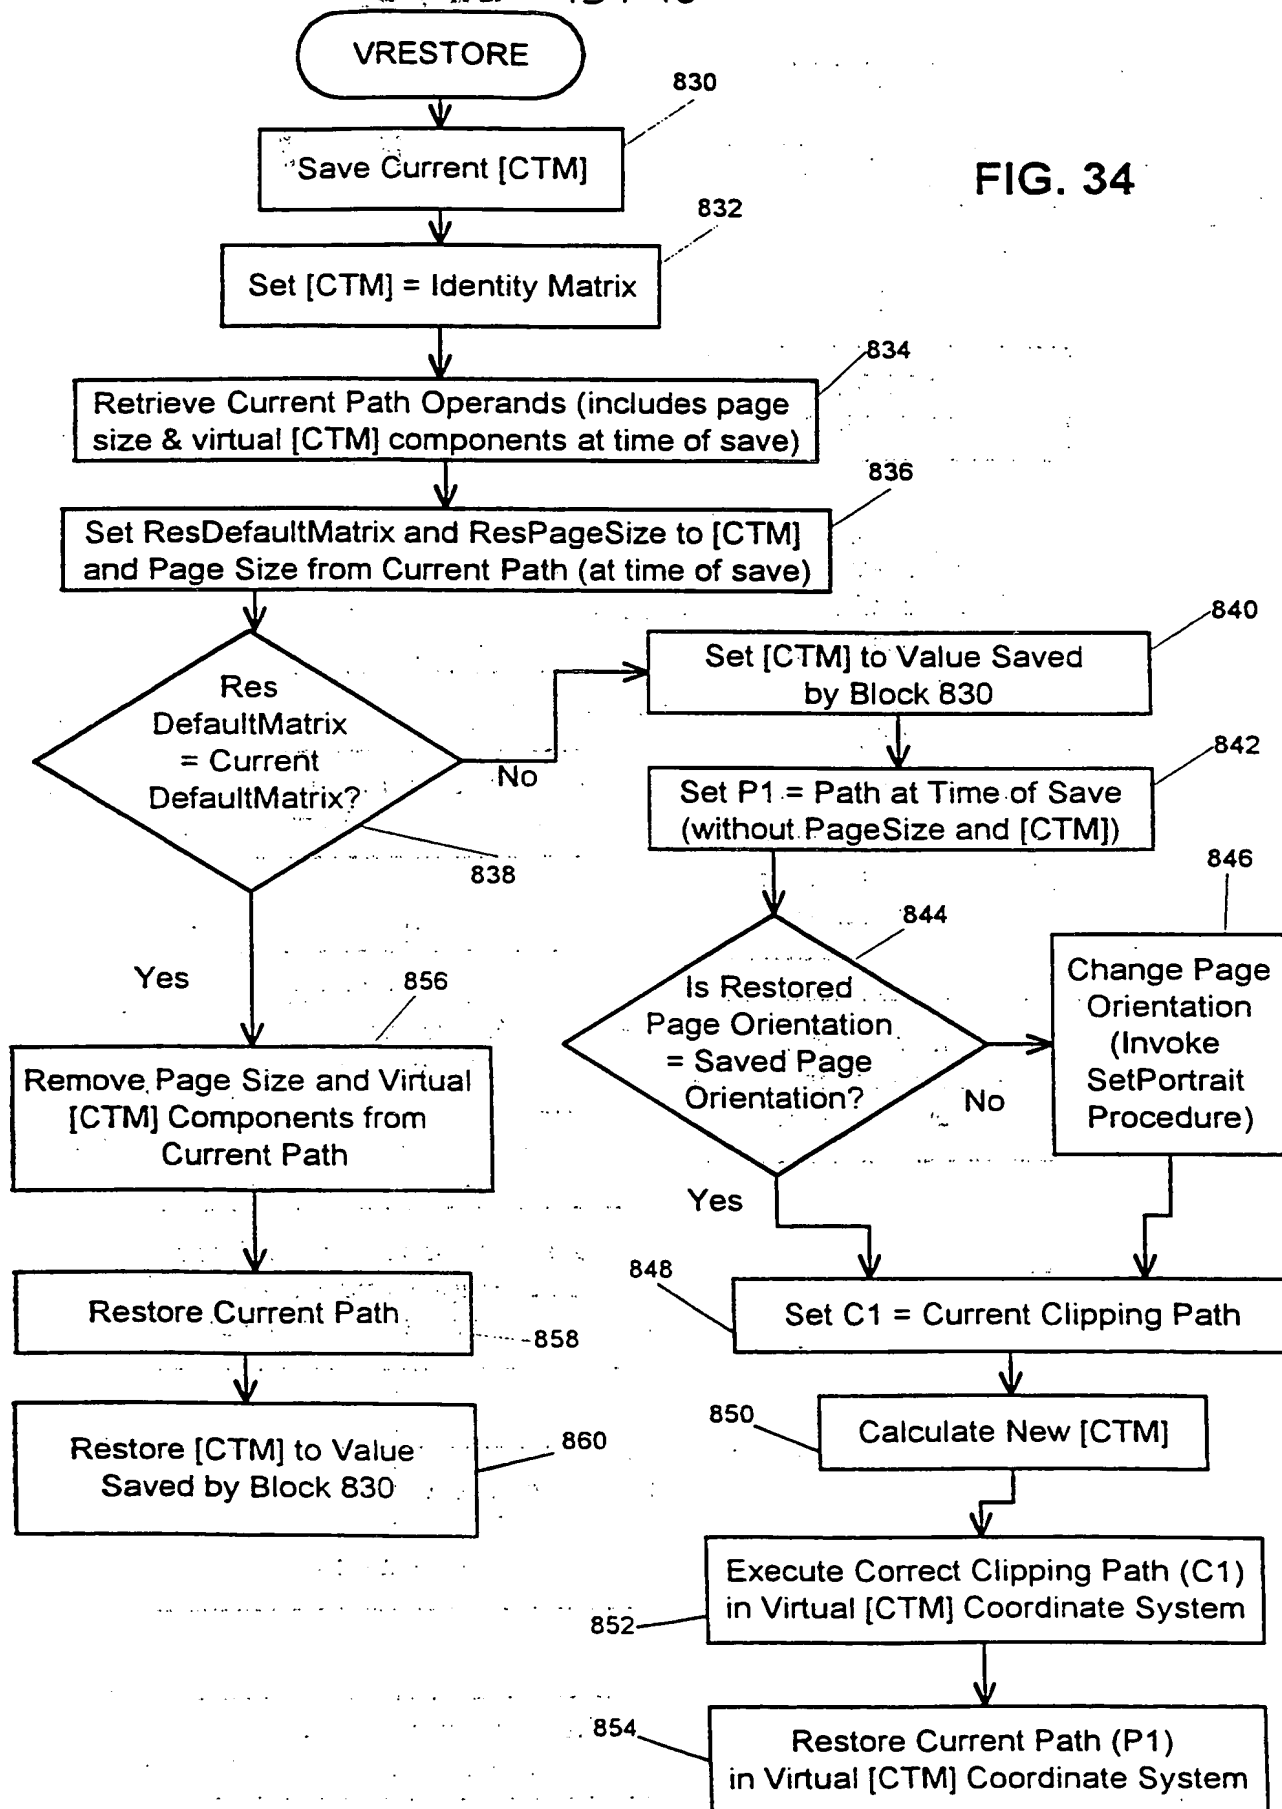 VRESTORE
830
Save Current [CTM]
FIG. 34
832
Set [CTM] = Identity Matrix
834
Retrieve Current Path Operands (includes page
size & virtual [CTM] components at time of save)
836
Set ResDefaultMatrix and ResPageSize to [CTM]
and Page Size from Current Path (at time of save)
Res
DefaultMatrix
= Current
DefaultMatrix?
838
No
Yes
840
Set [CTM] to Value Saved
by Block 830
842
Set P1 = Path at Time of Save
(without PageSize and [CTM])
844
Is Restored
Page Orientation
= Saved Page
Orientation?
No
Yes
846
Change Page
Orientation
(Invoke
SetPortrait
Procedure)
856
Remove Page Size and Virtual
[CTM] Components from
Current Path
Restore Current Path
858
Restore [CTM] to Value
Saved by Block 830
860
848
Set C1 = Current Clipping Path
850
Calculate New [CTM]
Execute Correct Clipping Path (C1)
in Virtual [CTM] Coordinate System
852
854
Restore Current Path (P1)
in Virtual [CTM] Coordinate System